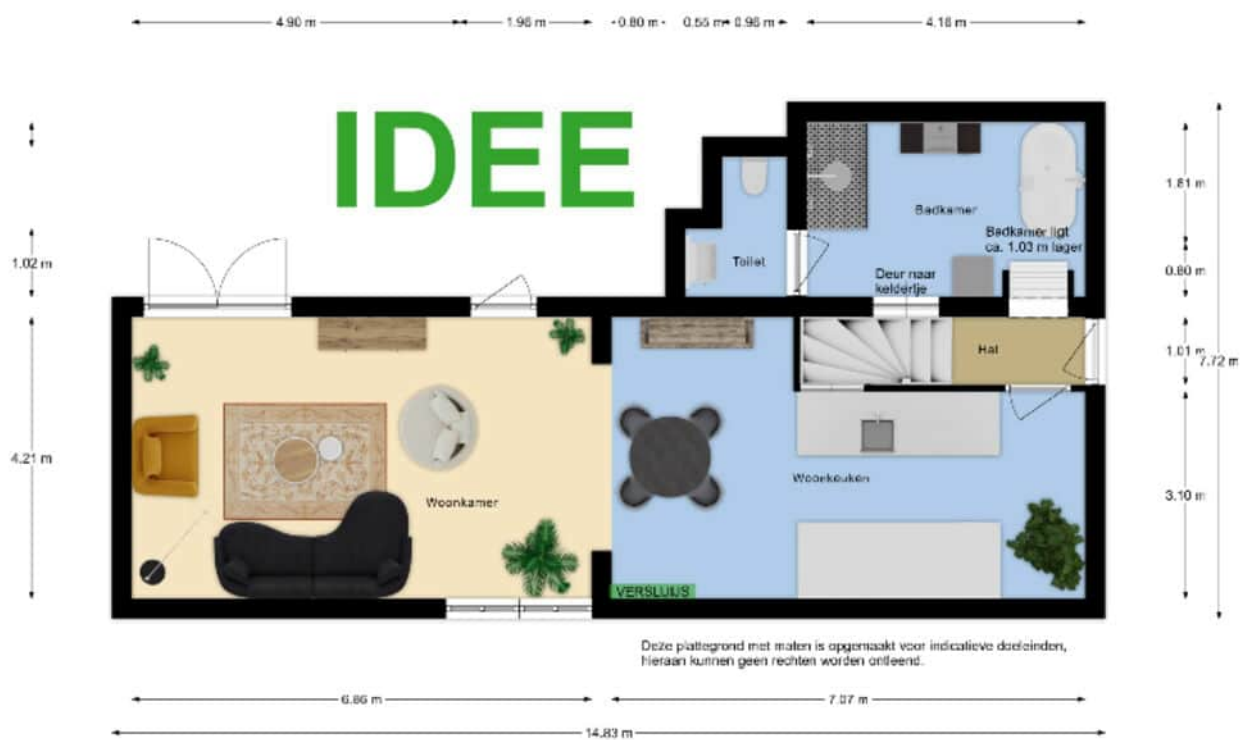 4.90 m 1.96 m 0.80 m 0.55 m 0.96 m 4.18 m
IDEE
1.81 m
Badkamer
Badkamer ligt
ca. 1.03 m lager
1.02 m
Toilet
0.80 m
Deur naar
keldertje
Hal
1.01 m
7.72 m
4.21 m
Woonkeuken
3.10 m
Woonkamer
VERSLUIJS
Deze plattegrond met maten is opgemaakt voor indicatieve doeleinden,
hieraan kunnen geen rechten worden ontleend.
6.86 m 7.07 m
14.83 m